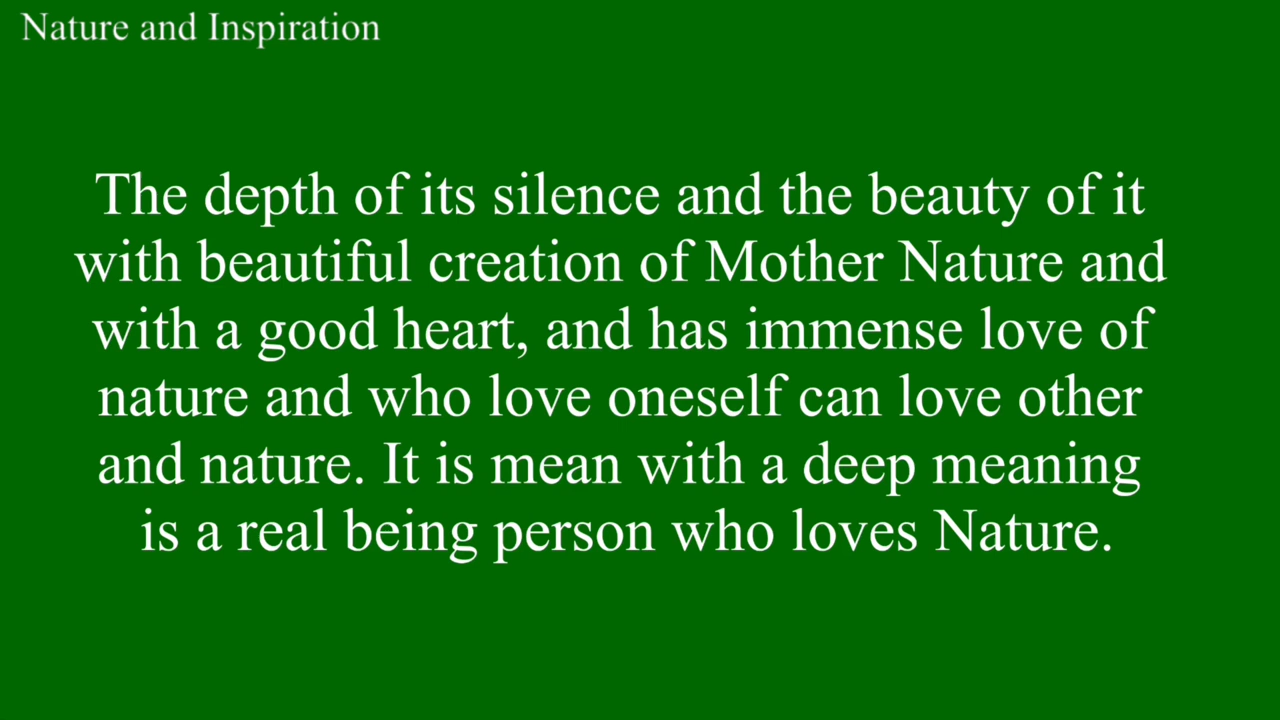 Nature and Inspiration
The depth of its silence and the beauty of it
with beautiful creation of Mother Nature and
with a good heart, and has immense love of
nature and who love oneself can love other
and nature. It is mean with a deep meaning
is a real being person who loves Nature.